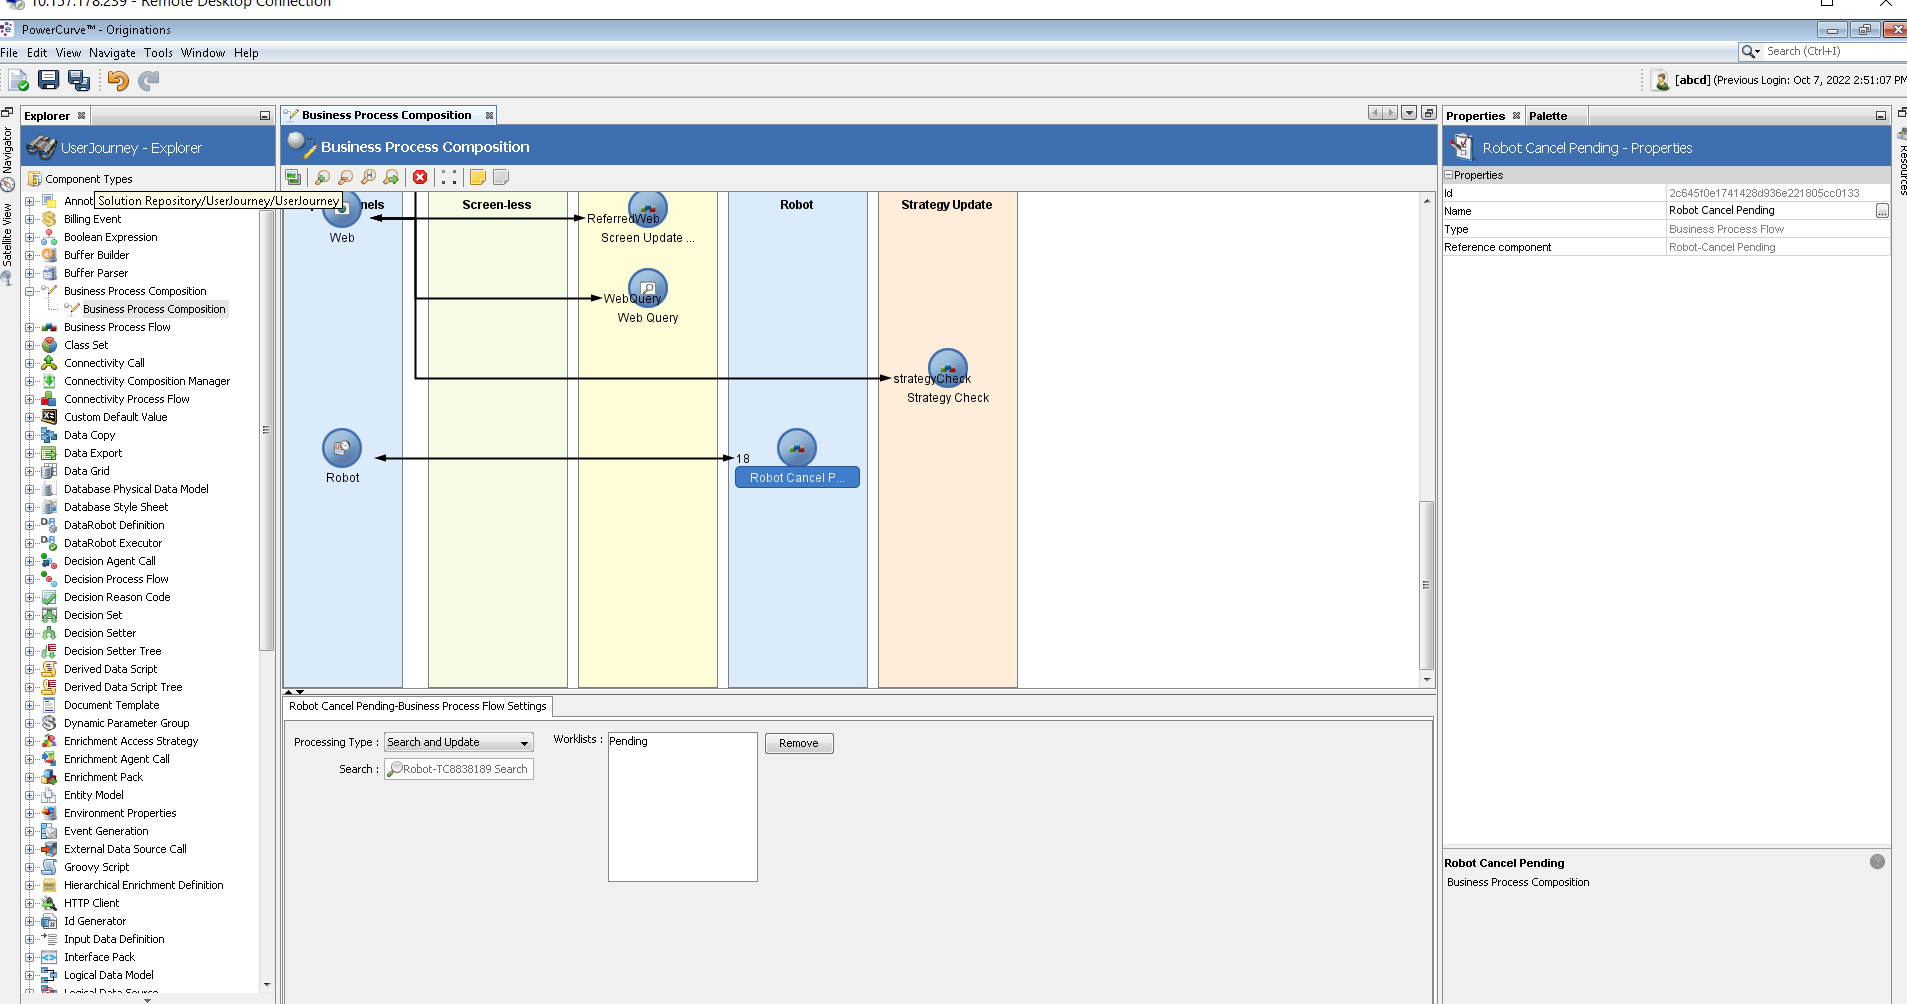 10.157.178.239 - Remote Desktop Connection
PowerCurve™ - Originations
File Edit View Navigate Tools Window Help
Search (Ctrl+I)
[abcd] (Previous Login: Oct 7, 2022 2:51:07 PM
Navigator
Satellite View
Explorer
UserJourney - Explorer
Component Types
Annot
Solution Repository/UserJourney/UserJourney
Billing Event
Boolean Expression
Buffer Builder
Buffer Parser
Business Process Composition
Business Process Composition
Business Process Flow
Class Set
Connectivity Call
Connectivity Composition Manager
Connectivity Process Flow
Custom Default Value
Data Copy
Data Export
Data Grid
Database Physical Data Model
Database Style Sheet
DataRobot Definition
DataRobot Executor
Decision Agent Call
Decision Process Flow
Decision Reason Code
Decision Set
Decision Setter
Decision Setter Tree
Derived Data Script
Derived Data Script Tree
Document Template
Dynamic Parameter Group
Enrichment Access Strategy
Enrichment Agent Call
Enrichment Pack
Entity Model
Environment Properties
Event Generation
External Data Source Call
Groovy Script
Hierarchical Enrichment Definition
HTTP Client
Id Generator
Input Data Definition
Interface Pack
Logical Data Model
Logical Data Source
Business Process Composition
Business Process Composition
nels
Screen-less
Robot
Strategy Update
Web
ReferredWeb
Screen Update ...
WebQuery
Web Query
strategyCheck
Strategy Check
Robot
18
Robot Cancel P...
Robot Cancel Pending-Business Process Flow Settings
Processing Type : Search and Update
Search : Robot-TC8838189 Search
Worklists : Pending
Remove
Properties
Palette
Robot Cancel Pending - Properties
Properties
Id 2c645f0e1741428d936e221805cc0133
Name Robot Cancel Pending ...
Type Business Process Flow
Reference component Robot-Cancel Pending
Robot Cancel Pending
Business Process Composition
Resources